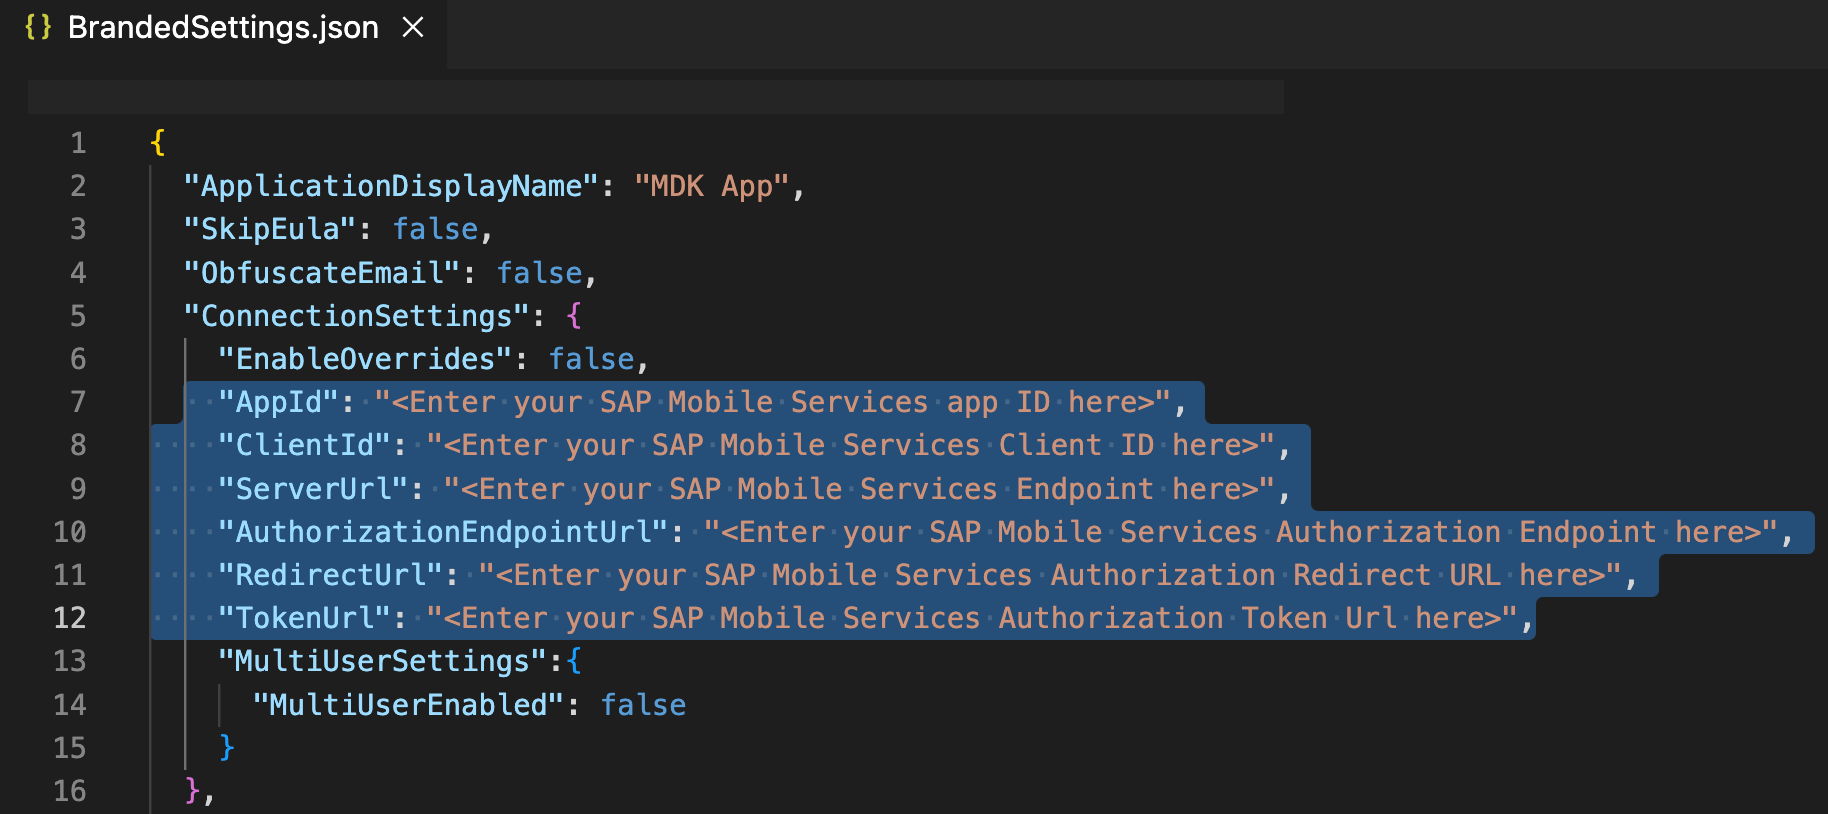 {} BrandedSettings.json ×
1 {
2 "ApplicationDisplayName": "MDK App",
3 "SkipEula": false,
4 "ObfuscateEmail": false,
5 "ConnectionSettings": {
6 "EnableOverrides": false,
7 "AppId": "<Enter your SAP Mobile Services app ID here>",
8 "ClientId": "<Enter your SAP Mobile Services Client ID here>",
9 "ServerUrl": "<Enter your SAP Mobile Services Endpoint here>",
10 "AuthorizationEndpointUrl": "<Enter your SAP Mobile Services Authorization Endpoint here>",
11 "RedirectUrl": "<Enter your SAP Mobile Services Authorization Redirect URL here>",
12 "TokenUrl": "<Enter your SAP Mobile Services Authorization Token Url here>",
13 "MultiUserSettings":{
14 "MultiUserEnabled": false
15 }
16 },